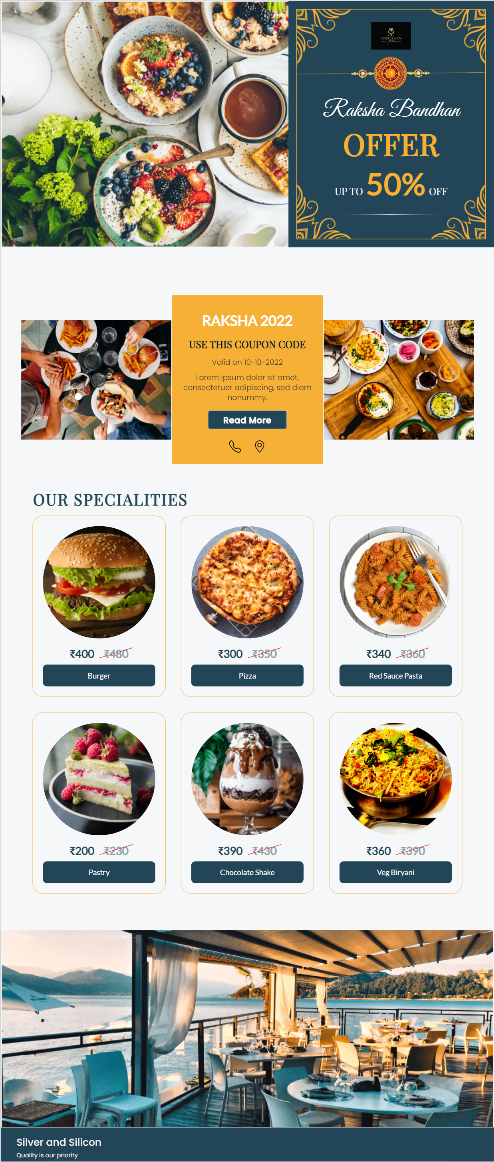 Raksha Bandhan
OFFER
UP TO 50% OFF
RAKSHA 2022
USE THIS COUPON CODE
Valid on 10-10-2022
Lorem ipsum dolor sit amet,
consectetuer adipiscing, sed diam
nonummy.
Read More
OUR SPECIALITIES
₹400 ₹480
Burger
₹300 ₹350
Pizza
₹340 ₹360
Red Sauce Pasta
₹200 ₹230
Pastry
₹390 ₹430
Chocolate Shake
₹360 ₹390
Veg Biryani
Silver and Silicon
Quality is our priority